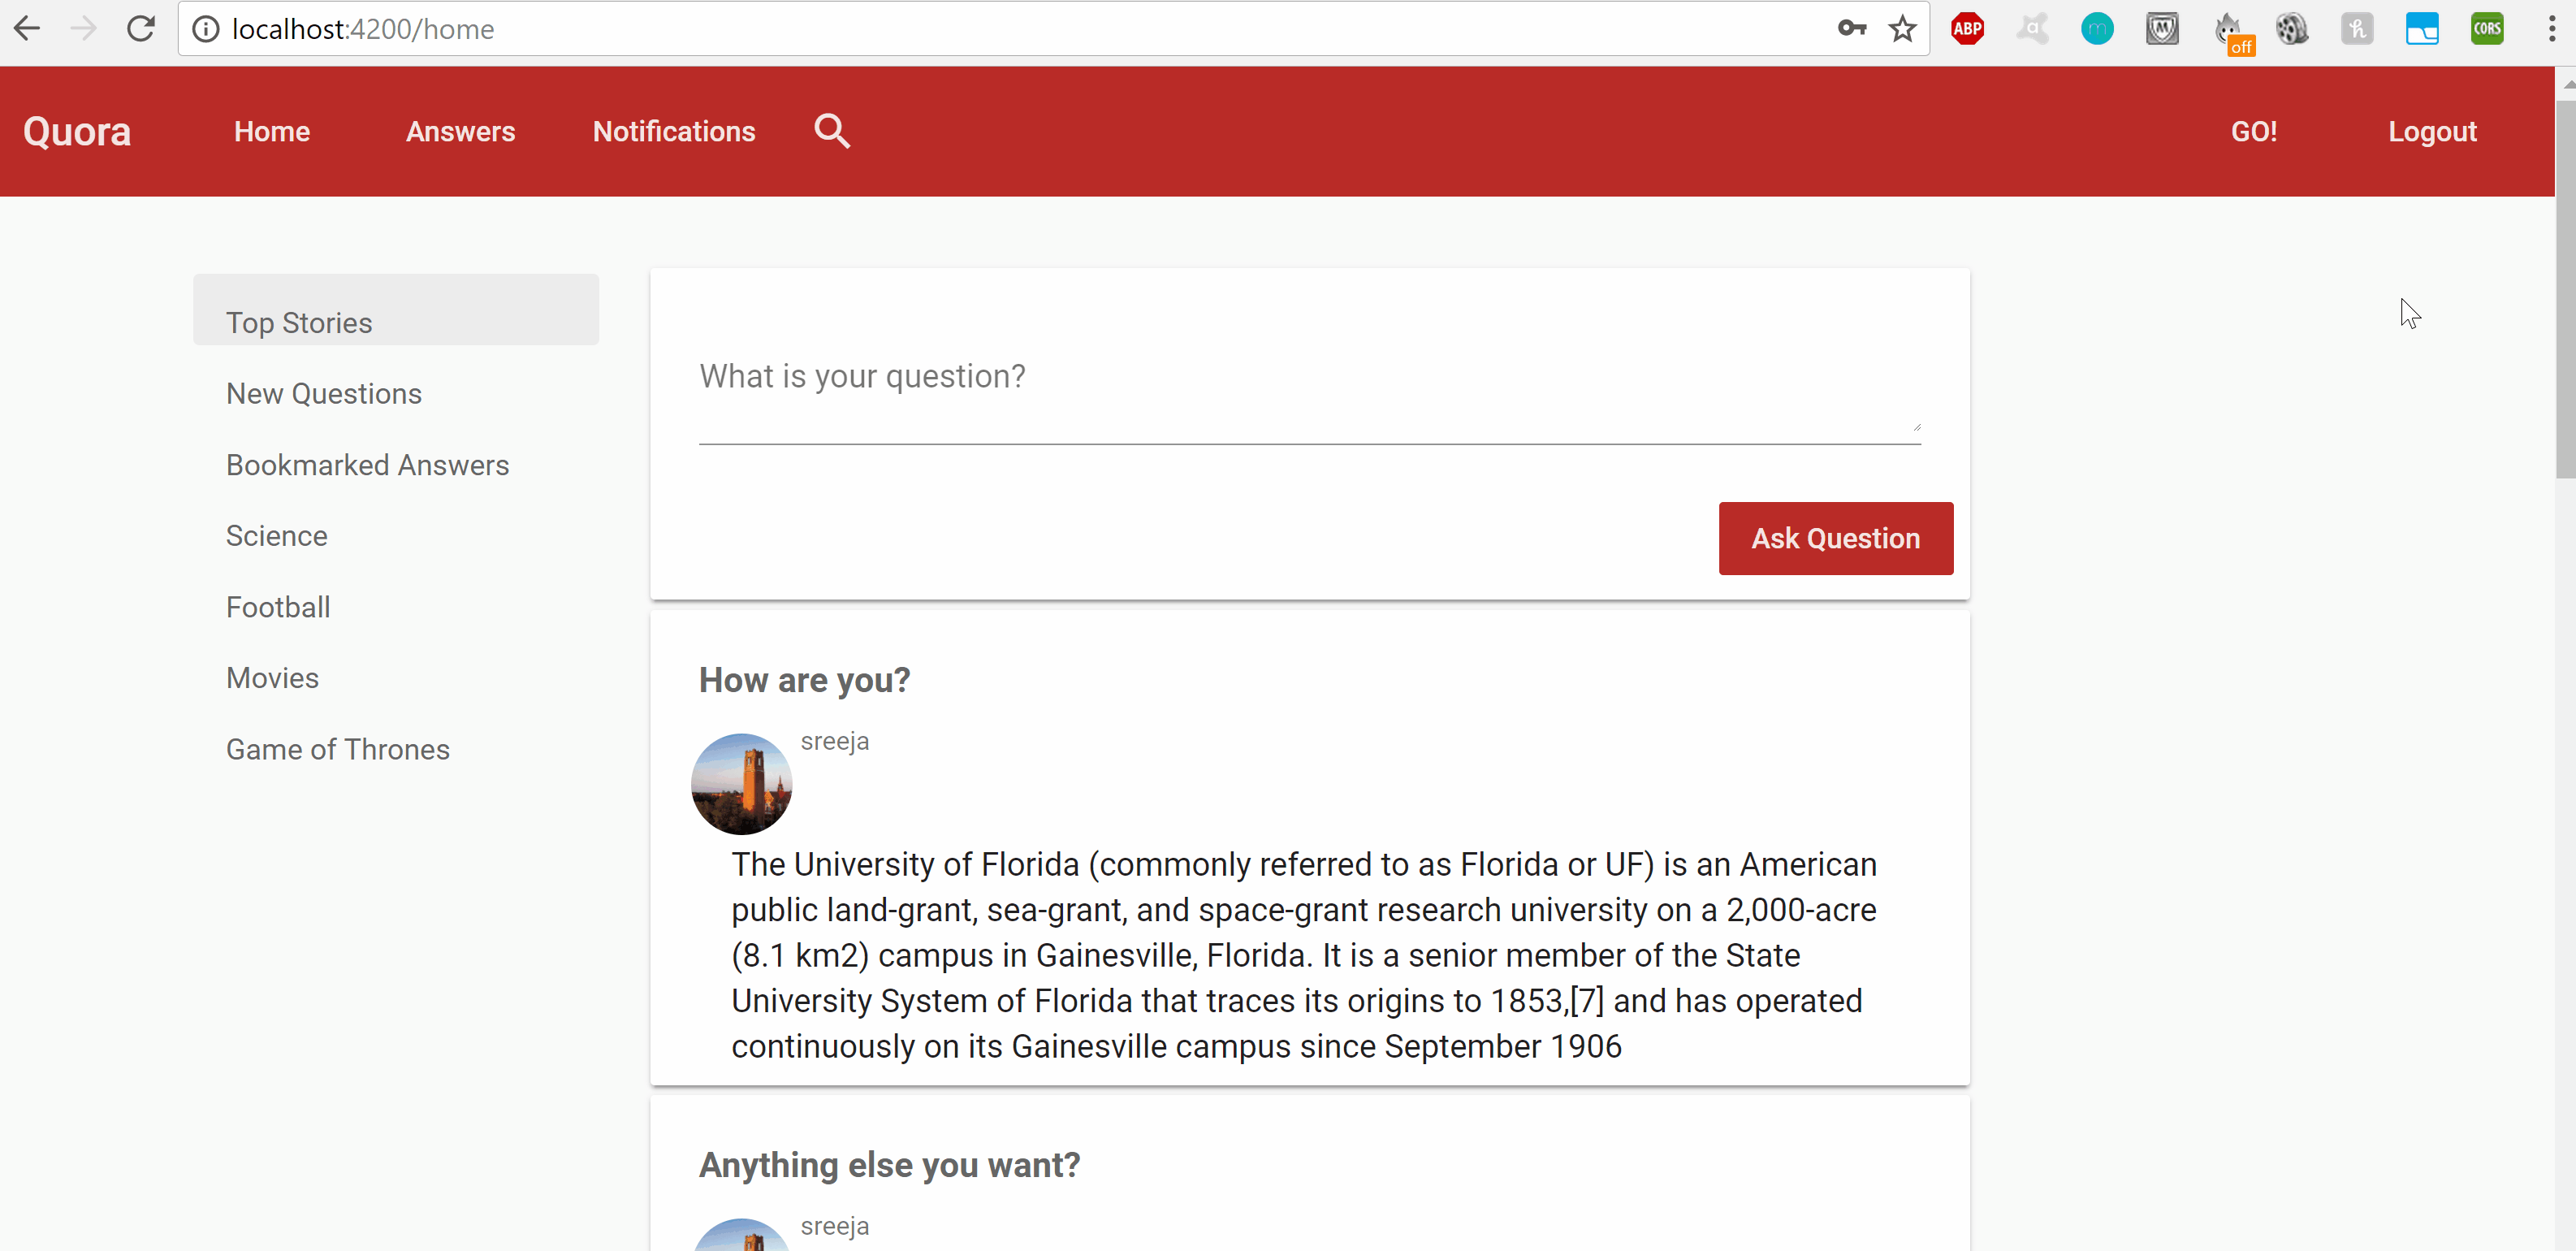 localhost:4200/home
ABP
a
m
M
off
h
CORS
Quora
Home
Answers
Notifications
GO!
Logout
Top Stories
New Questions
Bookmarked Answers
Science
Football
Movies
Game of Thrones
What is your question?
Ask Question
How are you?
sreeja
The University of Florida (commonly referred to as Florida or UF) is an American
public land-grant, sea-grant, and space-grant research university on a 2,000-acre
(8.1 km2) campus in Gainesville, Florida. It is a senior member of the State
University System of Florida that traces its origins to 1853,[7] and has operated
continuously on its Gainesville campus since September 1906
Anything else you want?
sreeja